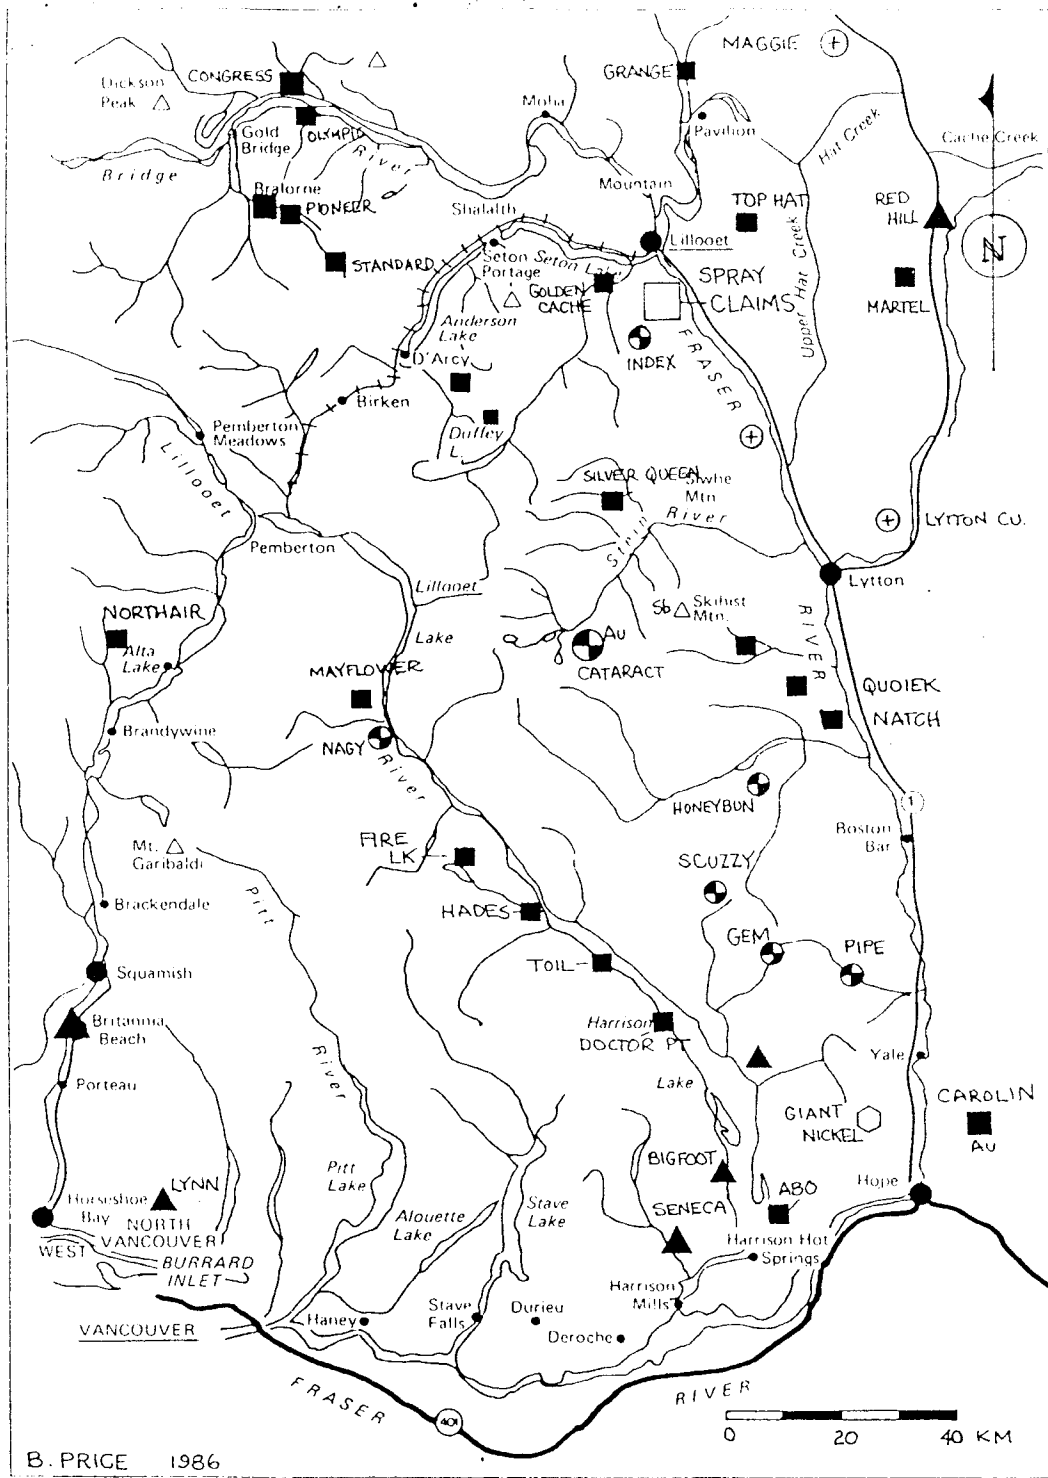 MAGGIE
GRANGE
CONGRESS
Dickson
Peak
Moha
OLYMPIC
Pavilion
Hat Creek
Gold
Bridge
Cache Creek
Bridge
River
Mountain
Bralorne
PIONEER
Shalalth
TOP HAT
RED
HILL
Lillooet
STANDARD
Seton
Portage
Seton Lake
GOLDEN
CACHE
SPRAY
CLAIMS
N
MARTEL
Upper Hat Creek
Anderson
Lake
INDEX
FRASER
D'Arcy
Birken
Pemberton
Meadows
Duffey
L.
Lillooet
SILVER QUEEN
Siwhe
Mtn
Stein River
LYTTON CU.
Pemberton
Lytton
Lillooet
Lake
NORTHAIR
Sb
Skihist
Mtn.
RIVER
Au
CATARACT
Alta
Lake
MAYFLOWER
QUOIEK
NATCH
Brandywine
NAGY
River
HONEYBUN
1
Boston
Bar
Mt.
Garibaldi
FIRE
LK
SCUZZY
Pitt
Brackendale
HADES
GEM
PIPE
Squamish
TOIL
Britannia
Beach
Harrison
DOCTOR PT
River
Yale
Porteau
Lake
CAROLIN
Au
GIANT
NICKEL
BIGFOOT
Pitt
Lake
LYNN
Horseshoe
Bay
ABO
Hope
Stave
Lake
SENECA
Alouette
Lake
NORTH
VANCOUVER
WEST
Harrison Hot
Springs
BURRARD
INLET
Harrison
Mills
Haney
Stave
Falls
Durieu
Deroche
VANCOUVER
FRASER
RIVER
401
0 20 40 KM
B. PRICE 1986